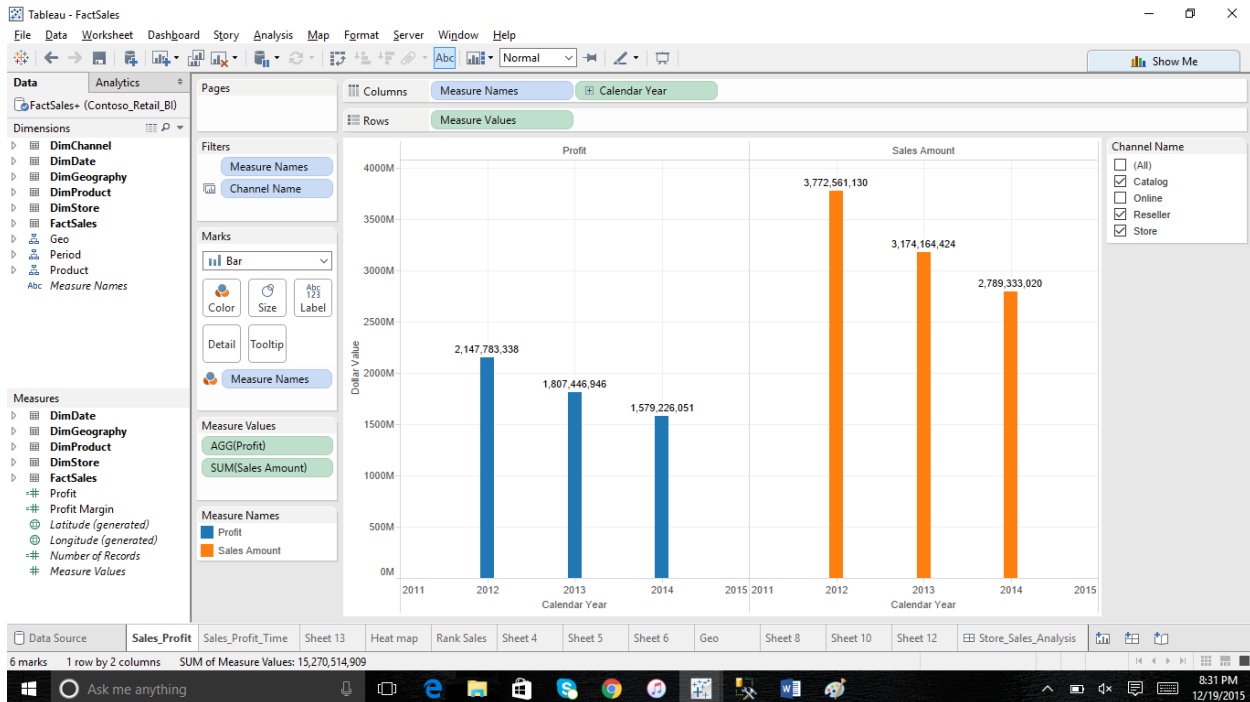 Tableau - FactSales
File Data Worksheet Dashboard Story Analysis Map Format Server Window Help
Abc Normal Show Me
Data Analytics
FactSales+ (Contoso_Retail_BI)
Dimensions
DimChannel
DimDate
DimGeography
DimProduct
DimStore
FactSales
Geo
Period
Product
Abc Measure Names
Measures
DimDate
DimGeography
DimProduct
DimStore
FactSales
Profit
Profit Margin
Latitude (generated)
Longitude (generated)
Number of Records
Measure Values
Pages
Filters
Measure Names
Channel Name
Marks
Bar
Color Size Abc 123 Label
Detail Tooltip
Measure Names
Measure Values
AGG(Profit)
SUM(Sales Amount)
Measure Names
Profit
Sales Amount
Columns Measure Names Calendar Year
Rows Measure Values
Profit Sales Amount
4000M
3500M
3000M
2500M
2000M
1500M
1000M
500M
0M
Dollar Value
2,147,783,338
1,807,446,946
1,579,226,051
3,772,561,130
3,174,164,424
2,789,333,020
2011 2012 2013 2014 2015 2011 2012 2013 2014 2015
Calendar Year Calendar Year
Channel Name
(All)
Catalog
Online
Reseller
Store
Data Source Sales_Profit Sales_Profit_Time Sheet 13 Heat map Rank Sales Sheet 4 Sheet 5 Sheet 6 Geo Sheet 8 Sheet 10 Sheet 12 Store_Sales_Analysis
6 marks 1 row by 2 columns SUM of Measure Values: 15,270,514,909
Ask me anything
8:31 PM
12/19/2015